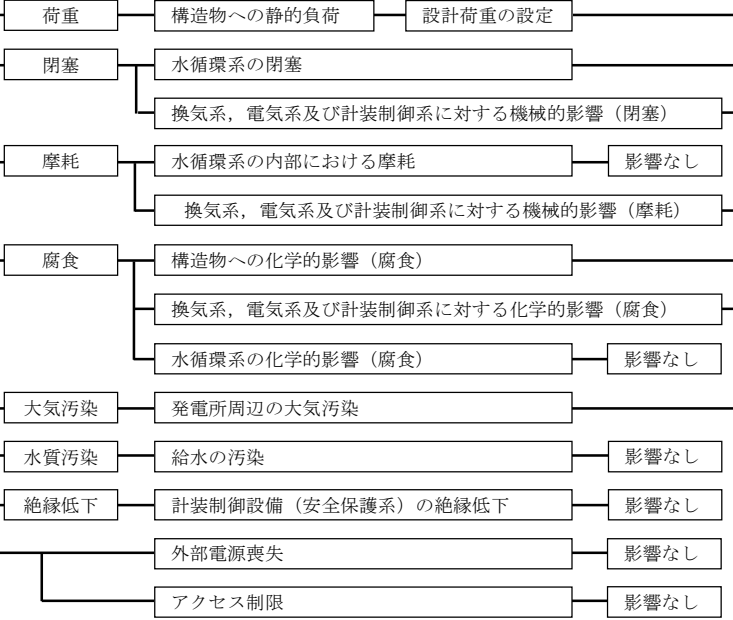 荷重 構造物への静的負荷 設計荷重の設定
閉塞 水循環系の閉塞
換気系，電気系及び計装制御系に対する機械的影響（閉塞）
摩耗 水循環系の内部における摩耗 影響なし
換気系，電気系及び計装制御系に対する機械的影響（摩耗）
腐食 構造物への化学的影響（腐食）
換気系，電気系及び計装制御系に対する化学的影響（腐食）
水循環系の化学的影響（腐食） 影響なし
大気汚染 発電所周辺の大気汚染
水質汚染 給水の汚染 影響なし
絶縁低下 計装制御設備（安全保護系）の絶縁低下 影響なし
外部電源喪失 影響なし
アクセス制限 影響なし